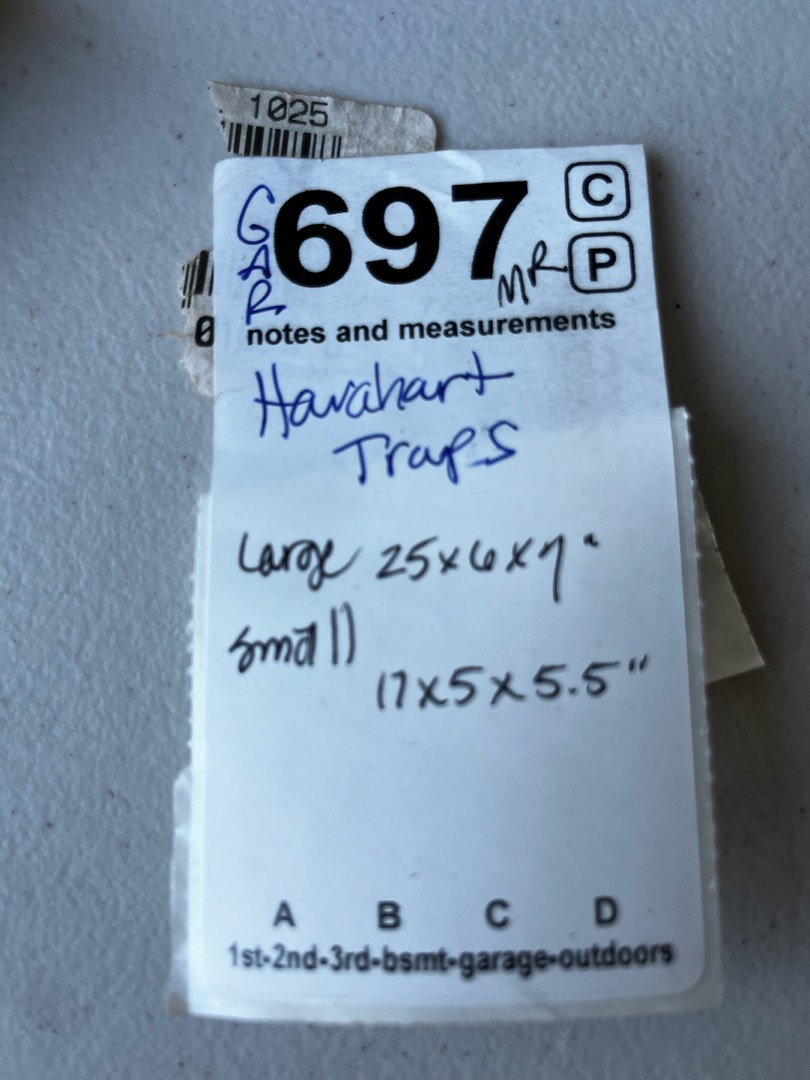 1025
GAR
697
C
P
MR
0
notes and measurements
Havahart
Traps
Large 25x6x7"
small
17x5x5.5"
A B C D
1st-2nd-3rd-bsmt-garage-outdoors